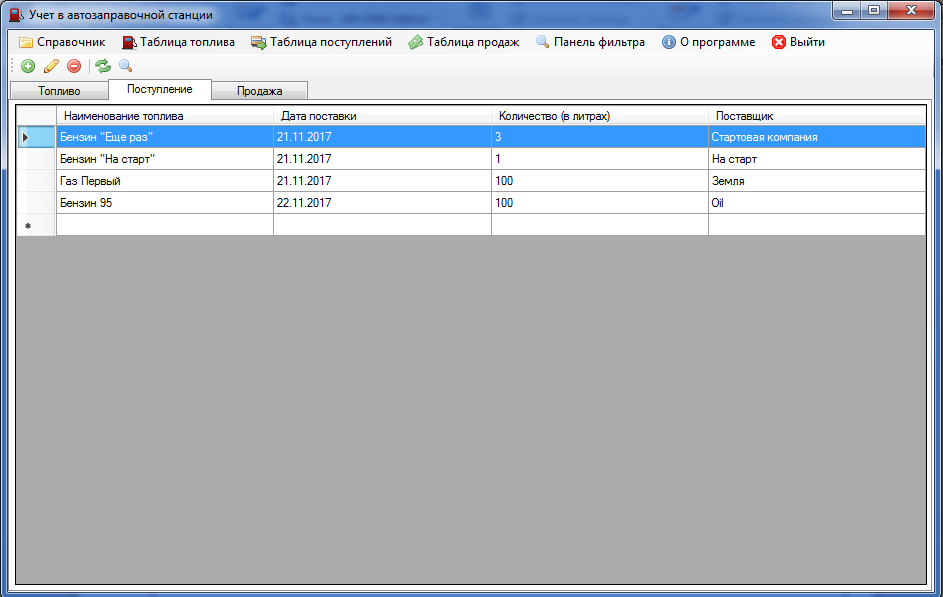 Учет в автозаправочной станции
Справочник Таблица топлива Таблица поступлений Таблица продаж Панель фильтра О программе Выйти
Топливо Поступление Продажа
Наименование топлива Дата поставки Количество (в литрах) Поставщик
Бензин "Еще раз" 21.11.2017 3 Стартовая компания
Бензин "На старт" 21.11.2017 1 На старт
Газ Первый 21.11.2017 100 Земля
Бензин 95 22.11.2017 100 Oil